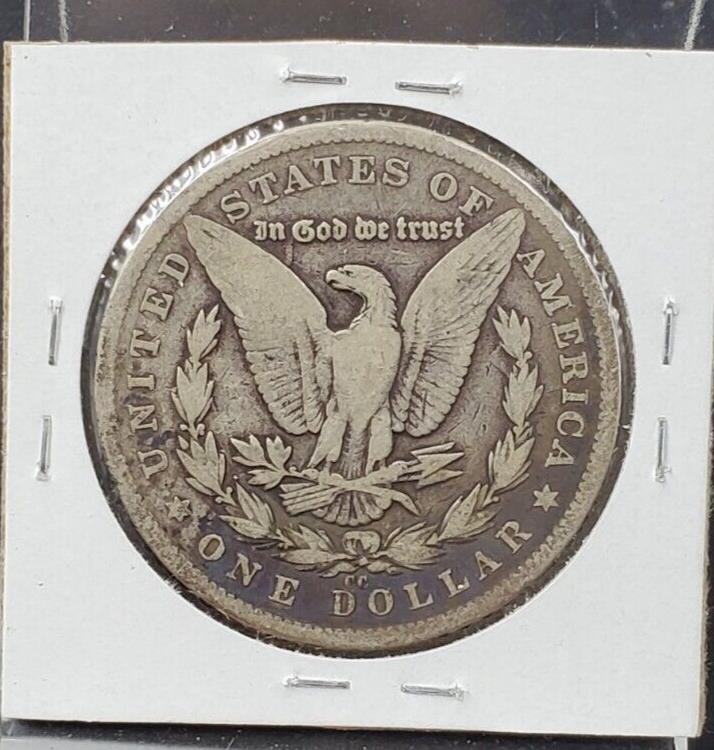 UNITED STATES OF AMERICA
In God we trust
CC
ONE DOLLAR